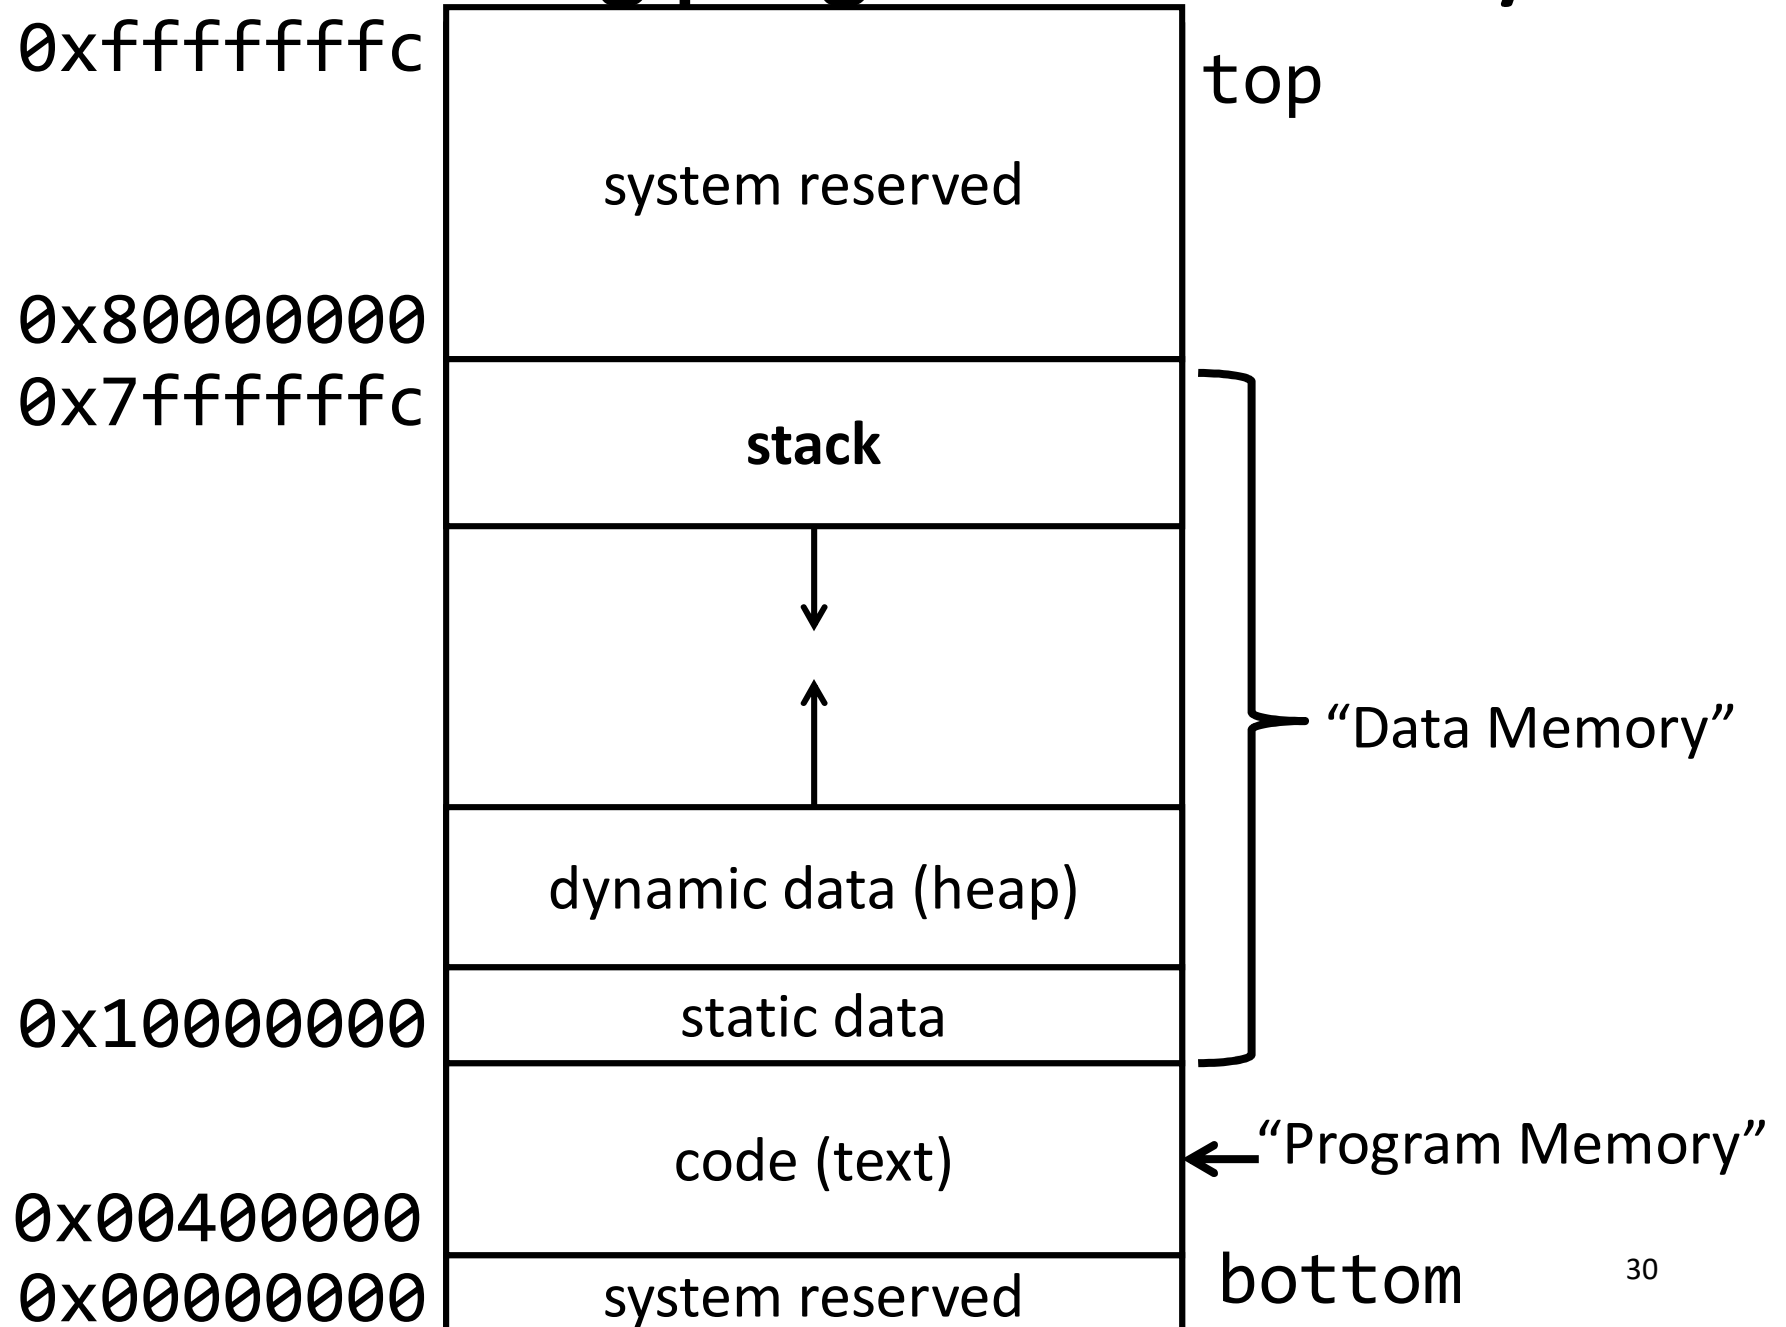 0xfffffffc
top
system reserved
0x80000000
0x7ffffffc
stack
“Data Memory”
dynamic data (heap)
0x10000000
static data
“Program Memory”
code (text)
0x00400000
bottom
30
0x00000000
system reserved